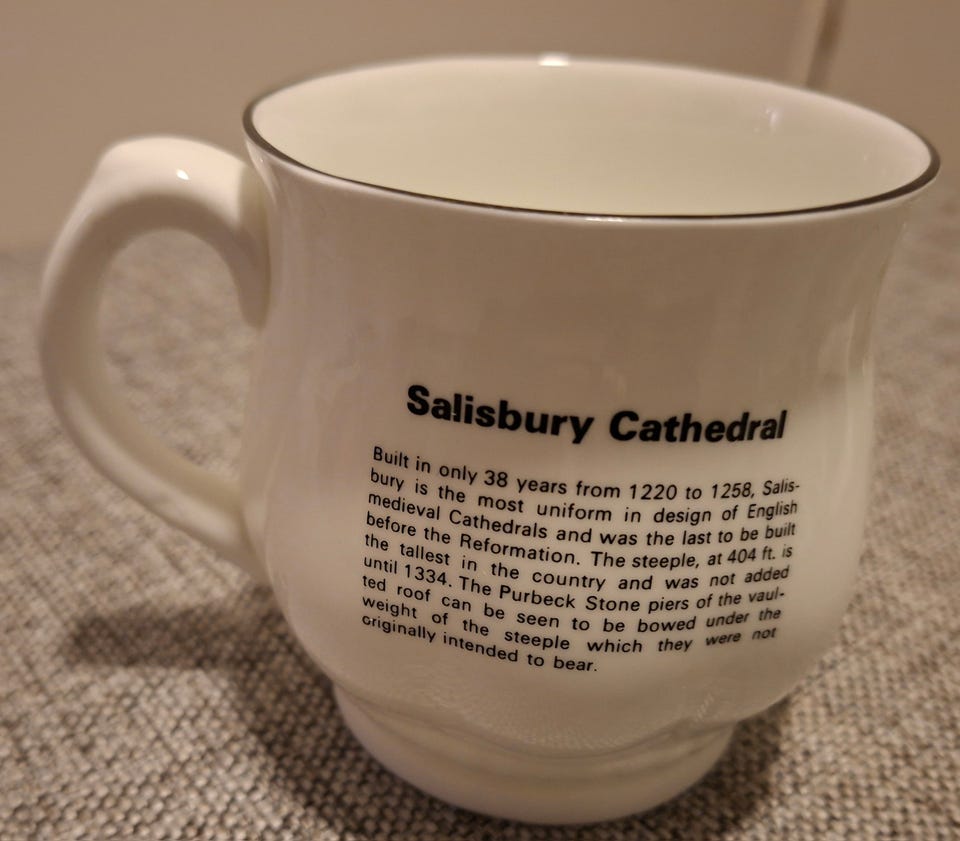 Salisbury Cathedral
Built in only 38 years from 1220 to 1258, Salis-
bury is the most uniform in design of English
medieval Cathedrals and was the last to be built
before the Reformation. The steeple, at 404 ft. is
the tallest in the country and was not added
until 1334. The Purbeck Stone piers of the vaul-
ted roof can be seen to be bowed under the
weight of the steeple which they were not
originally intended to bear.